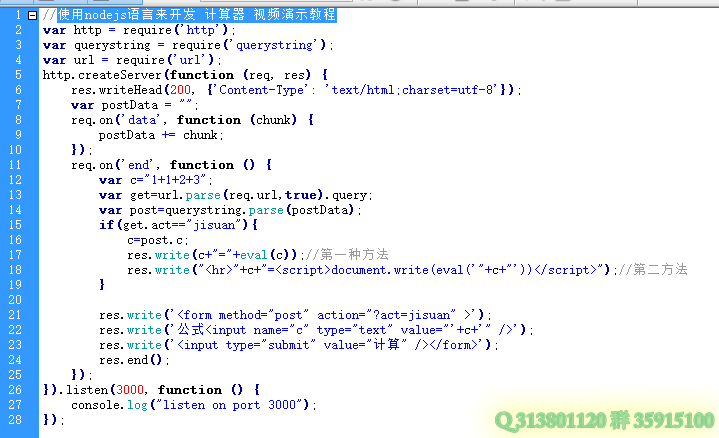 1 //使用nodejs语言来开发 计算器 视频演示教程
2 var http = require('http');
3 var querystring = require('querystring');
4 var url = require('url');
5 http.createServer(function (req, res) {
6 res.writeHead(200, {'Content-Type': 'text/html;charset=utf-8'});
7 var postData = "";
8 req.on('data', function (chunk) {
9 postData += chunk;
10 });
11 req.on('end', function () {
12 var c="1+1+2+3";
13 var get=url.parse(req.url,true).query;
14 var post=querystring.parse(postData);
15 if(get.act=="jisuan"){
16 c=post.c;
17 res.write(c+"="+eval(c));//第一种方法
18 res.write("<hr>"+c+"=<script>document.write(eval('"+c+"'))</script>");//第二方法
19 }
20
21 res.write('<form method="post" action="?act=jisuan" >');
22 res.write('公式<input name="c" type="text" value="'+c+'" />');
23 res.write('<input type="submit" value="计算" /></form>');
24 res.end();
25 });
26 }).listen(3000, function () {
27 console.log("listen on port 3000");
28 });
Q313801120 群 35915100